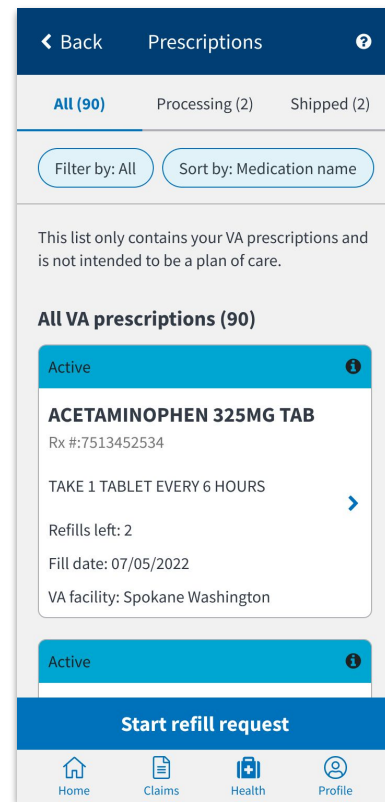 Back Prescriptions
All (90) Processing (2) Shipped (2)
Filter by: All Sort by: Medication name
This list only contains your VA prescriptions and
is not intended to be a plan of care.
All VA prescriptions (90)
Active
ACETAMINOPHEN 325MG TAB
Rx #:7513452534
TAKE 1 TABLET EVERY 6 HOURS
Refills left: 2
Fill date: 07/05/2022
VA facility: Spokane Washington
Active
Start refill request
Home Claims Health Profile